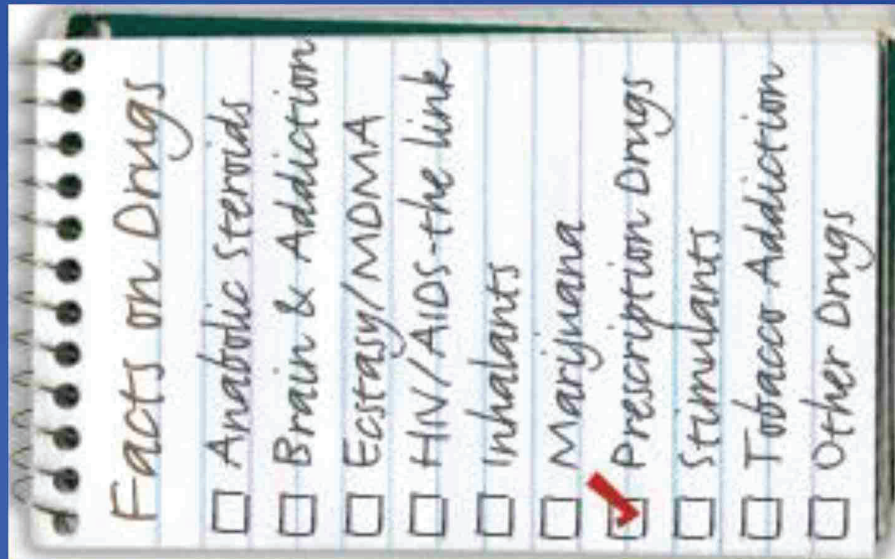 Facts on Drugs
Anabolic Steroids
Brain & Addiction
Ecstasy/MDMA
HIV/AIDS-the link
Inhalants
Marijuana
Prescription Drugs
Stimulants
Tobacco Addiction
Other Drugs